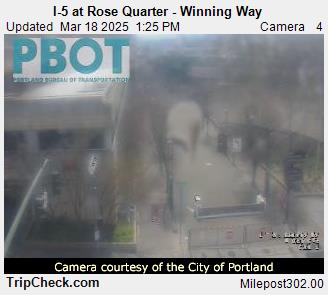 I-5 at Rose Quarter - Winning Way
Updated Mar 18 2025 1:25 PM Camera 4
PBOT
PORTLAND BUREAU OF TRANSPORTATION
Camera courtesy of the City of Portland
TripCheck.com Milepost302.00